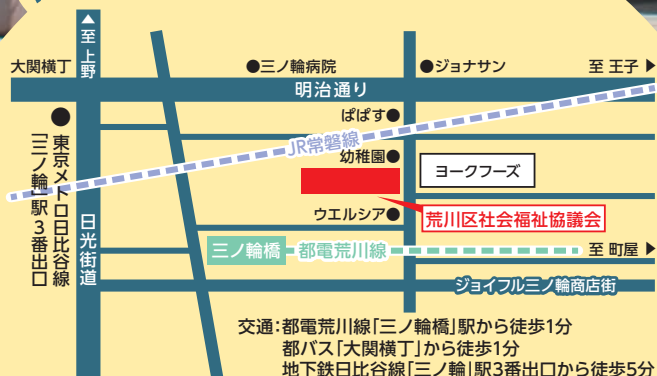 ▲至 上野
大関横丁
●三ノ輪病院
●ジョナサン
至 王子 ▶
明治通り
ぱぱす●
JR常磐線
幼稚園●
ヨークフーズ
●東京メトロ日比谷線
「三ノ輪」駅3番出口
日光街道
ウエルシア●
荒川区社会福祉協議会
三ノ輪橋
都電荒川線
至 町屋 ▶
ジョイフル三ノ輪商店街
交通:都電荒川線「三ノ輪橋」駅から徒歩1分
都バス「大関横丁」から徒歩1分
地下鉄日比谷線「三ノ輪」駅3番出口から徒歩5分